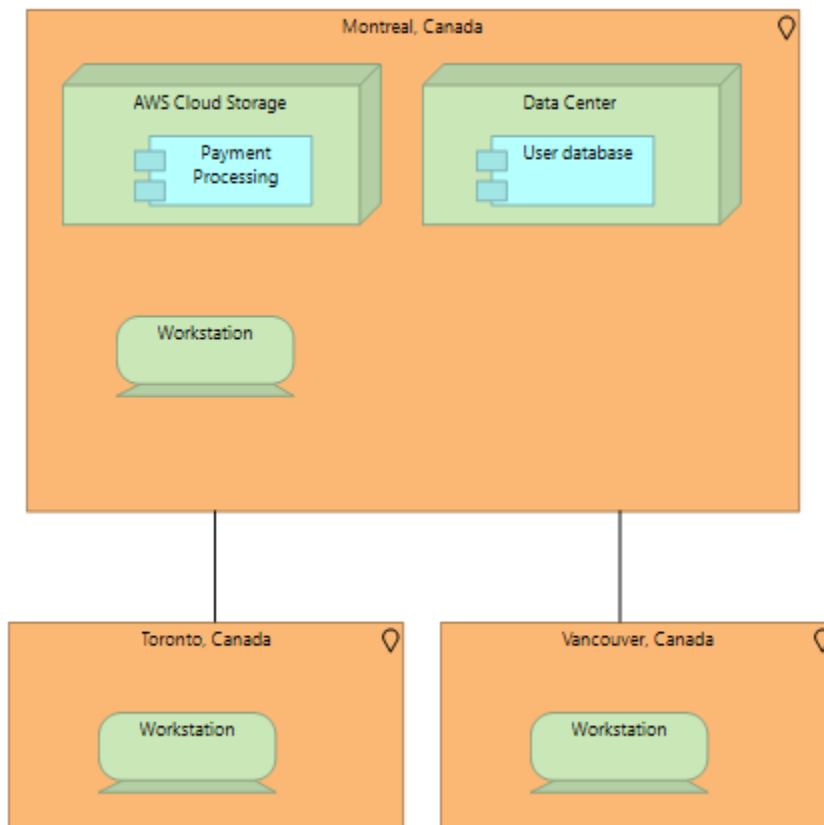 Montreal, Canada
AWS Cloud Storage
Payment
Processing
Data Center
User database
Workstation
Toronto, Canada
Workstation
Vancouver, Canada
Workstation